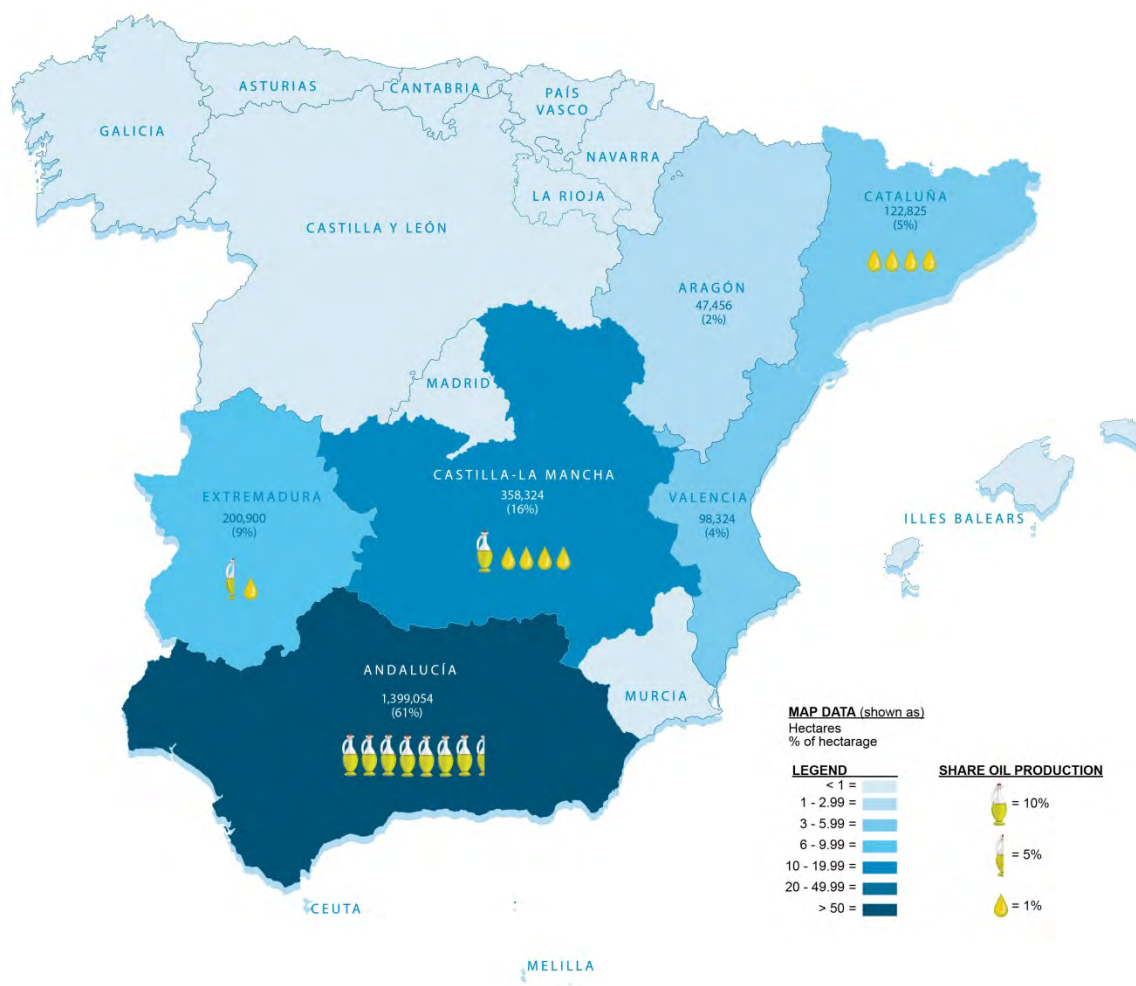 ASTURIAS
CANTABRIA
PAÍS
VASCO
GALICIA
NAVARRA
LA RIOJA
CATALUÑA
122,825
(5%)
CASTILLA Y LEÓN
ARAGÓN
47,456
(2%)
MADRID
CASTILLA-LA MANCHA
358,324
(16%)
EXTREMADURA
200,900
(9%)
VALENCIA
98,324
(4%)
ILLES BALEARS
ANDALUCÍA
1,399,054
(61%)
MURCIA
CEUTA
MELILLA
MAP DATA (shown as)
Hectares
% of hectarage
LEGEND
< 1 =
1 - 2.99 =
3 - 5.99 =
6 - 9.99 =
10 - 19.99 =
20 - 49.99 =
> 50 =
SHARE OIL PRODUCTION
= 10%
= 5%
= 1%